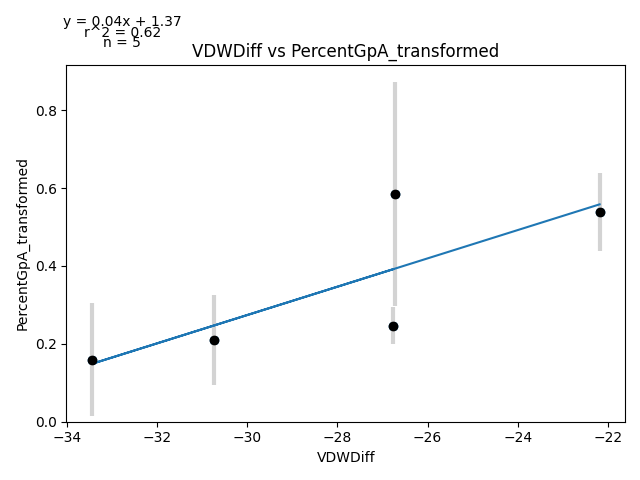 y = 0.04x + 1.37
r^2 = 0.62
n = 5
VDWDiff vs PercentGpA_transformed
PercentGpA_transformed
0.8
0.6
0.4
0.2
0.0
−34
−32
−30
−28
−26
−24
−22
VDWDiff